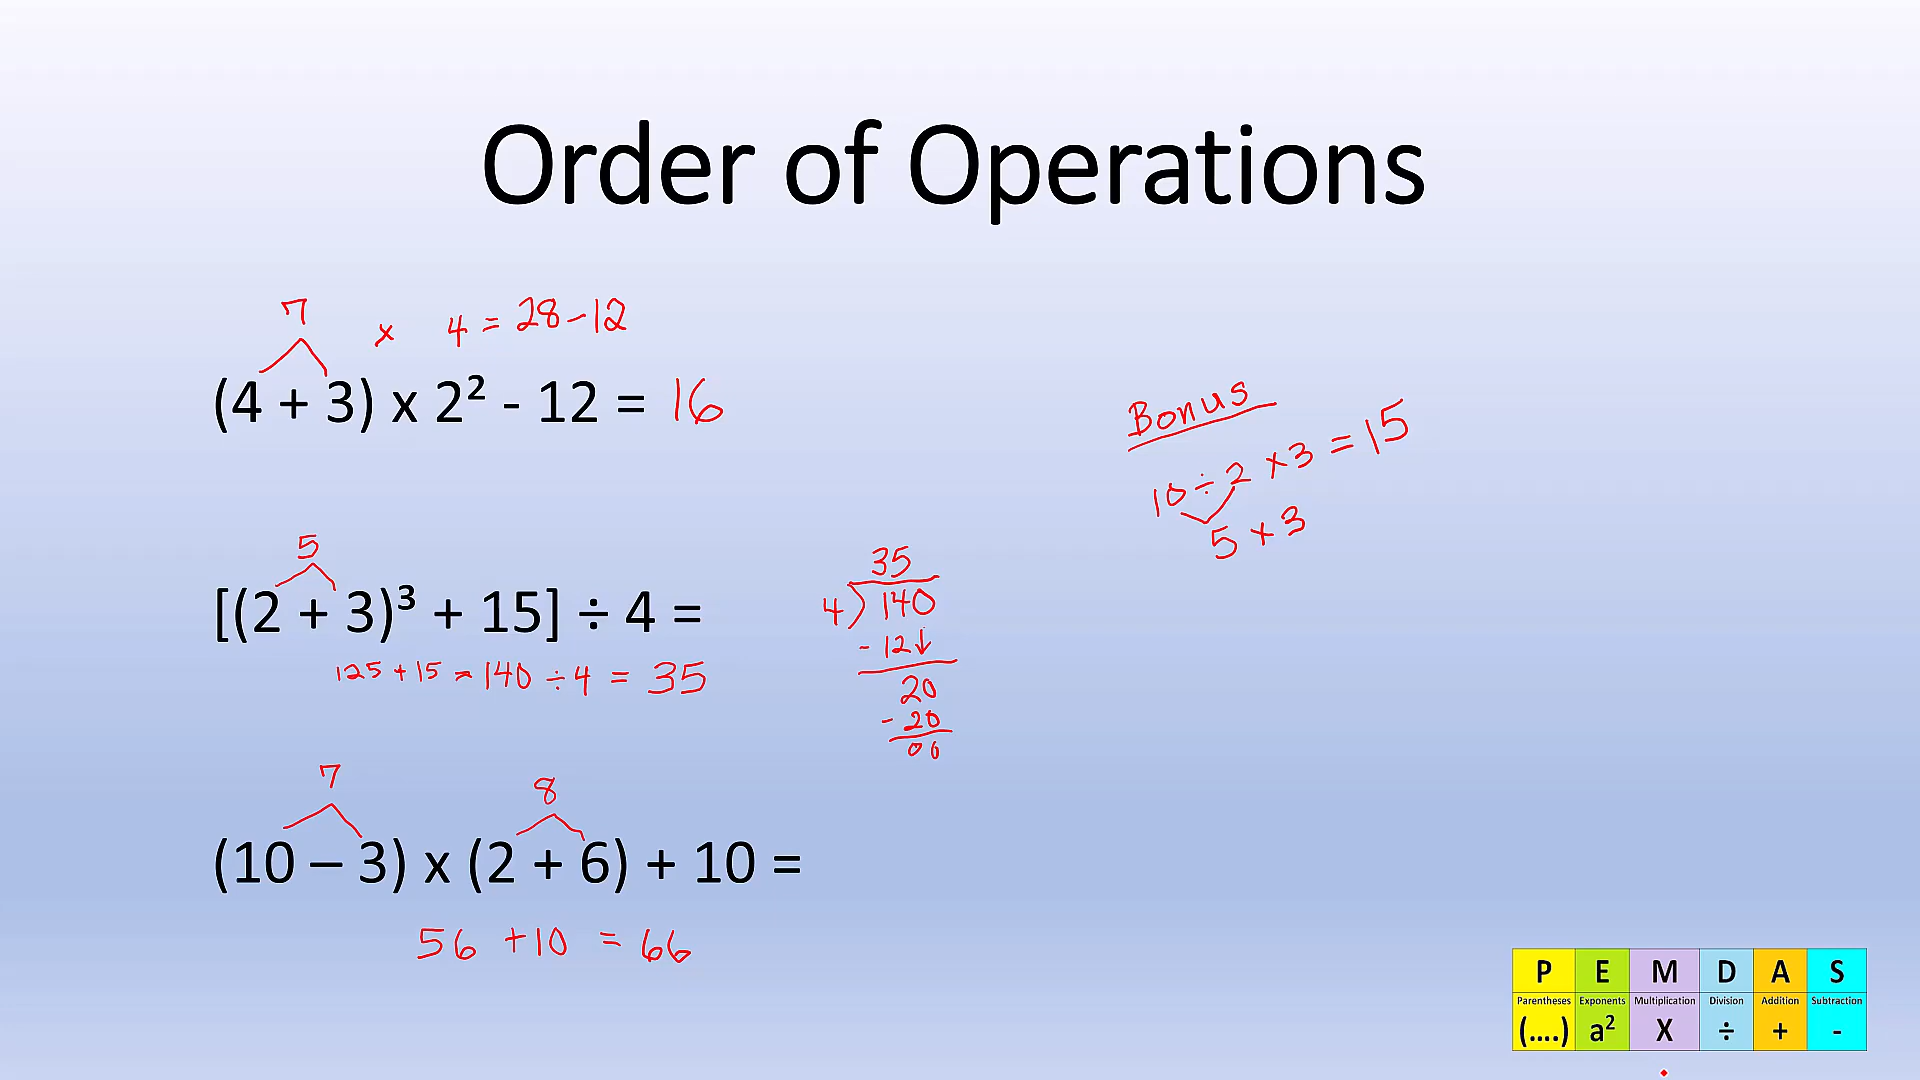 Order of Operations
7 x 4 = 28 - 12
(4 + 3) x 2² - 12 = 16
5
[(2 + 3)³ + 15] ÷ 4 =
125 + 15 = 140 ÷ 4 = 35
35
4 ) 140
- 12↓
20
- 20
00
7 8
(10 – 3) x (2 + 6) + 10 =
56 + 10 = 66
Bonus
10 ÷ 2 x 3 = 15
5 x 3
P E M D A S
Parentheses Exponents Multiplication Division Addition Subtraction
(....) a² X ÷ + -